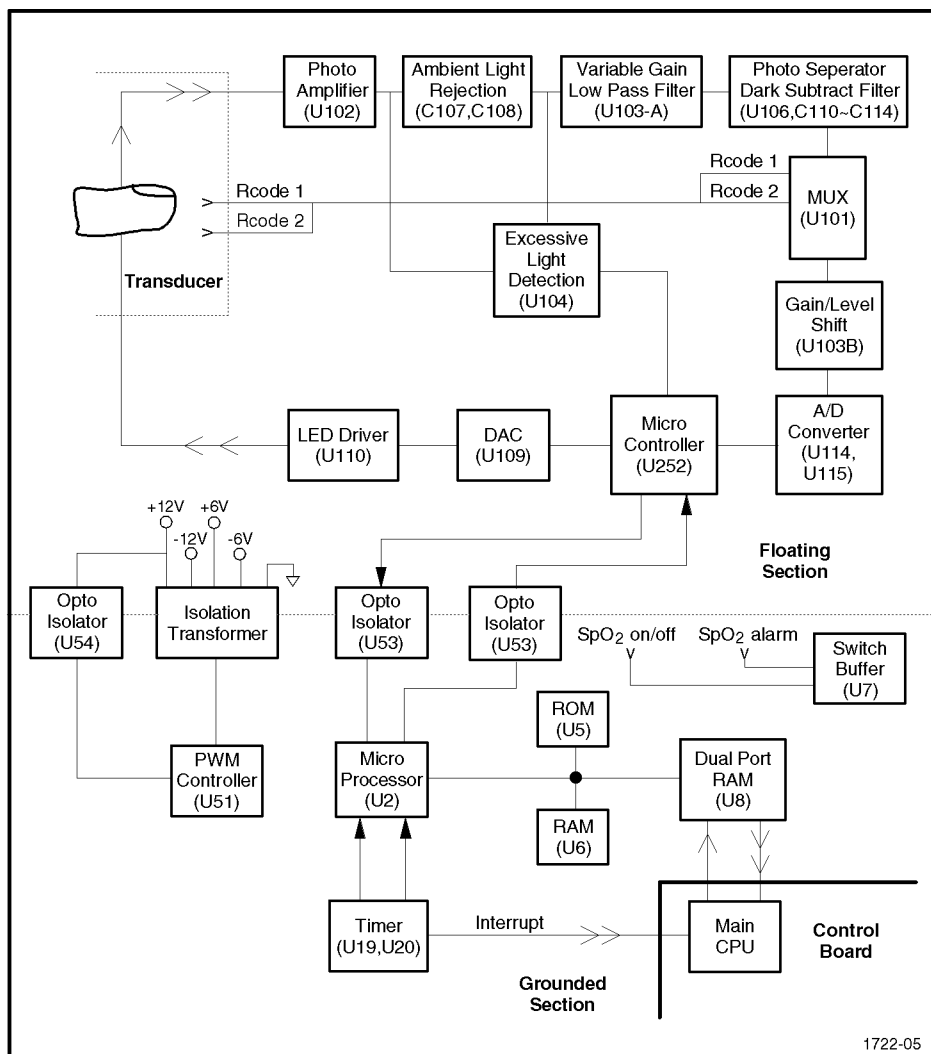 Photo
Amplifier
(U102)
Ambient Light
Rejection
(C107,C108)
Variable Gain
Low Pass Filter
(U103-A)
Photo Seperator
Dark Subtract Filter
(U106,C110~C114)
Rcode 1
Rcode 2
Rcode 1
Rcode 2
MUX
(U101)
Transducer
Excessive
Light
Detection
(U104)
Gain/Level
Shift
(U103B)
LED Driver
(U110)
DAC
(U109)
Micro
Controller
(U252)
A/D
Converter
(U114,
U115)
+12V
+6V
-12V
-6V
Floating
Section
Opto
Isolator
(U54)
Isolation
Transformer
Opto
Isolator
(U53)
Opto
Isolator
(U53)
SpO2 on/off
SpO2 alarm
Switch
Buffer
(U7)
PWM
Controller
(U51)
Micro
Processor
(U2)
ROM
(U5)
RAM
(U6)
Dual Port
RAM
(U8)
Timer
(U19,U20)
Interrupt
Main
CPU
Control
Board
Grounded
Section
1722-05